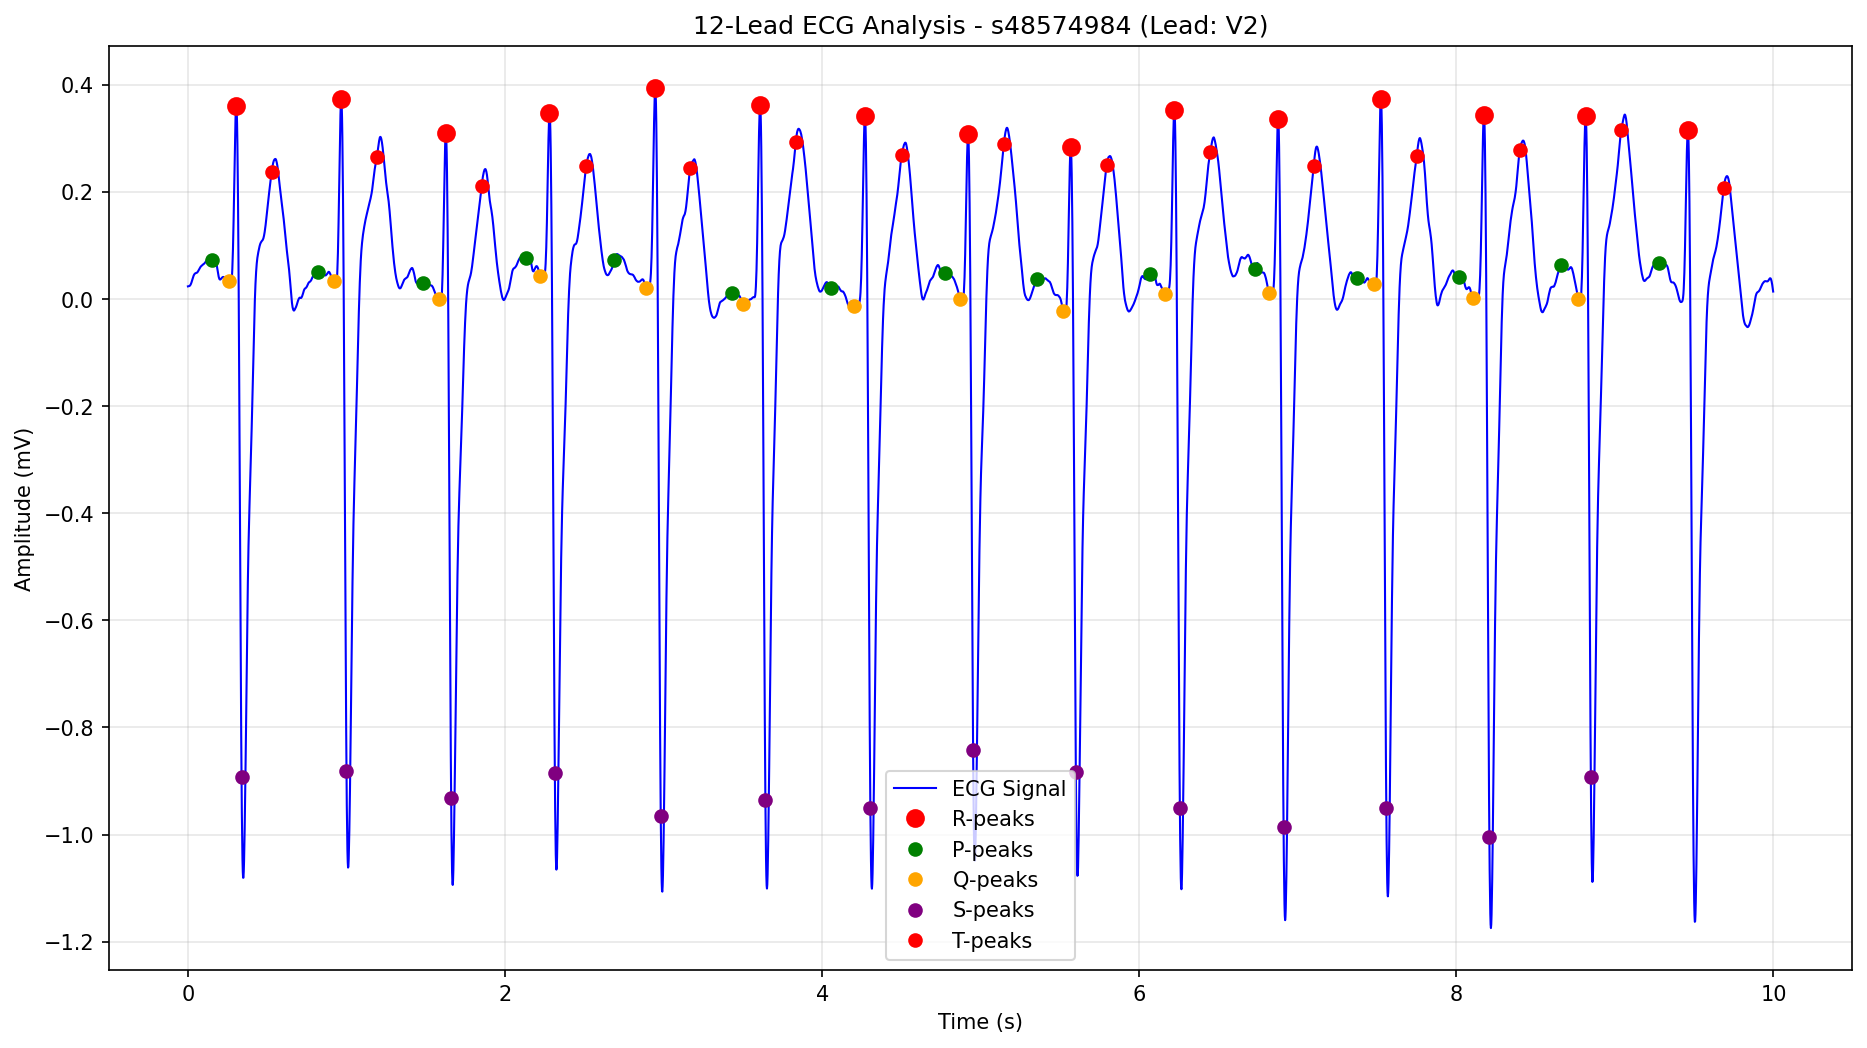 12-Lead ECG Analysis - s48574984 (Lead: V2)
Amplitude (mV)
0.4
0.2
0.0
−0.2
−0.4
−0.6
−0.8
−1.0
−1.2
ECG Signal
R-peaks
P-peaks
Q-peaks
S-peaks
T-peaks
0 2 4 6 8 10
Time (s)